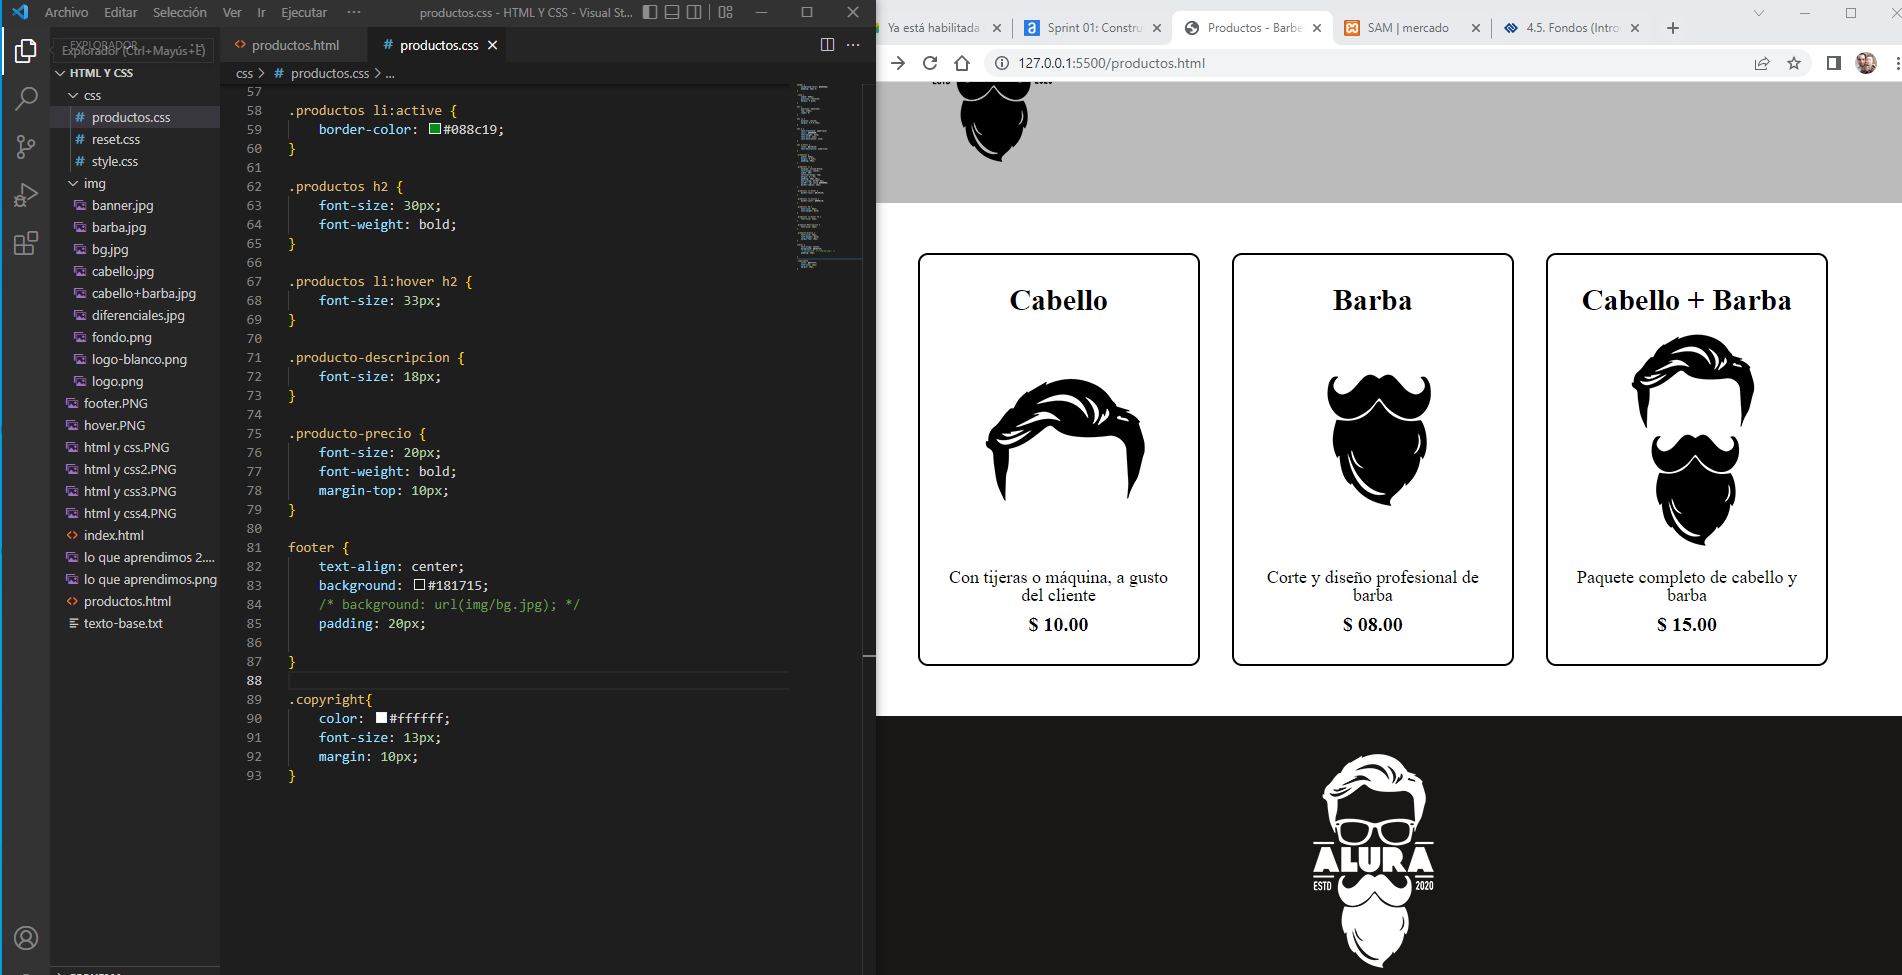 Archivo Editar Selección Ver Ir Ejecutar ···
productos.css - HTML Y CSS - Visual St...
EXPLORADOR
Explorador (Ctrl+Mayús+E)
HTML Y CSS
css
# productos.css
# reset.css
# style.css
img
banner.jpg
barba.jpg
bg.jpg
cabello.jpg
cabello+barba.jpg
diferenciales.jpg
fondo.png
logo-blanco.png
logo.png
footer.PNG
hover.PNG
html y css.PNG
html y css2.PNG
html y css3.PNG
html y css4.PNG
<> index.html
lo que aprendimos 2....
lo que aprendimos.png
<> productos.html
texto-base.txt
<> productos.html
# productos.css
css > # productos.css > ...
57
58 .productos li:active {
59 border-color: #088c19;
60 }
61
62 .productos h2 {
63 font-size: 30px;
64 font-weight: bold;
65 }
66
67 .productos li:hover h2 {
68 font-size: 33px;
69 }
70
71 .producto-descripcion {
72 font-size: 18px;
73 }
74
75 .producto-precio {
76 font-size: 20px;
77 font-weight: bold;
78 margin-top: 10px;
79 }
80
81 footer {
82 text-align: center;
83 background: #181715;
84 /* background: url(img/bg.jpg); */
85 padding: 20px;
86
87 }
88
89 .copyright{
90 color: #ffffff;
91 font-size: 13px;
92 margin: 10px;
93 }
Ya está habilitada
Sprint 01: Constru
Productos - Barbe
SAM | mercado
4.5. Fondos (Intro
127.0.0.1:5500/productos.html
ESTD 2020
Cabello
Con tijeras o máquina, a gusto
del cliente
$ 10.00
Barba
Corte y diseño profesional de
barba
$ 08.00
Cabello + Barba
Paquete completo de cabello y
barba
$ 15.00
ALURA
ESTD 2020